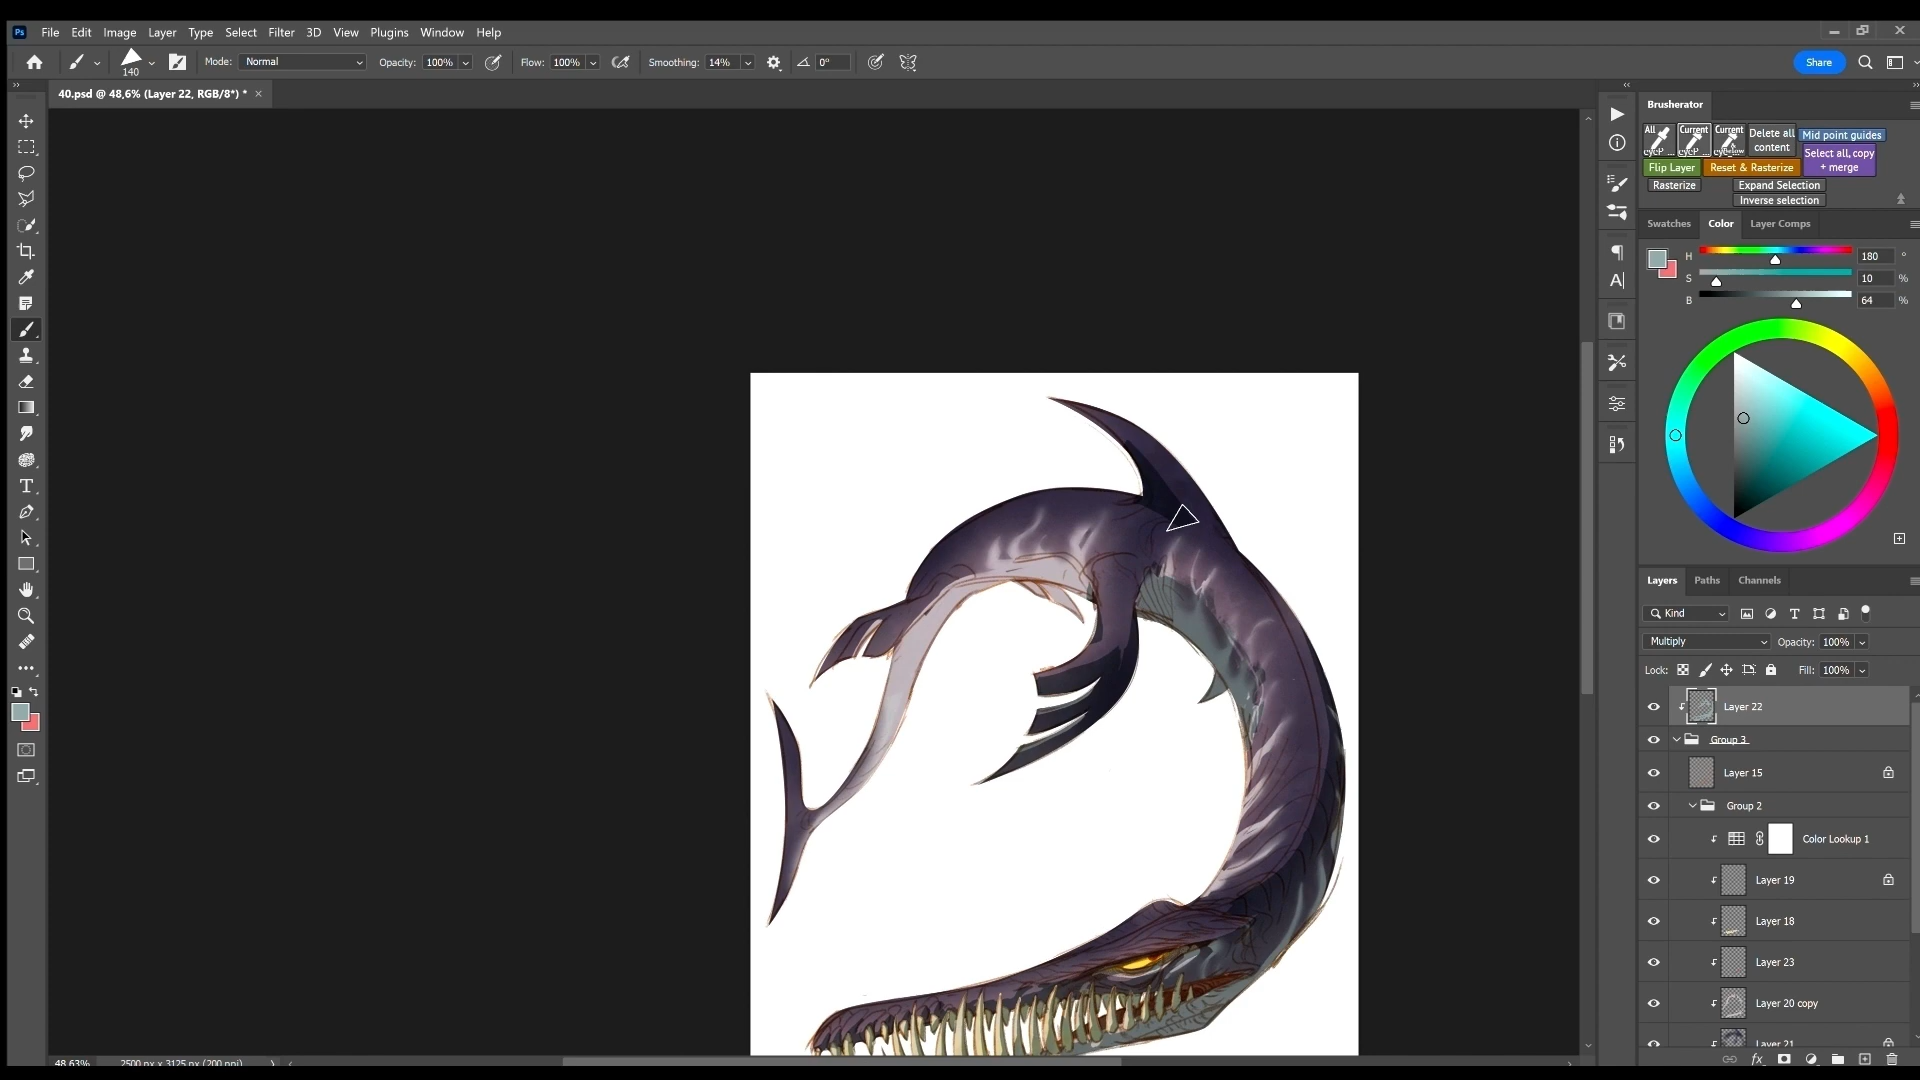 Ps File Edit Image Layer Type Select Filter 3D View Plugins Window Help
140 Mode: Normal Opacity: 100% Flow: 100% Smoothing: 14% 0° Share
40.psd @ 48,6% (Layer 22, RGB/8*) *
Brusherator
All Current Current Delete all content Mid point guides
Select all, copy + merge
Flip Layer Reset & Rasterize
Rasterize Expand Selection
Inverse selection
Swatches Color Layer Comps
H 180 °
S 10 %
B 64 %
Layers Paths Channels
Kind
Multiply Opacity: 100%
Lock: Fill: 100%
Layer 22
Group 3
Layer 15
Group 2
Color Lookup 1
Layer 19
Layer 18
Layer 23
Layer 20 copy
Layer 21
48,63% 2500 px x 3125 px (200 ppi)